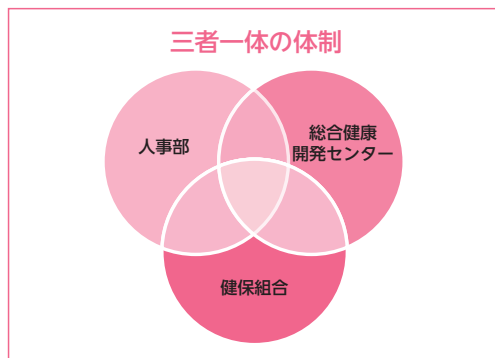 三者一体の体制
人事部
総合健康
開発センター
健保組合